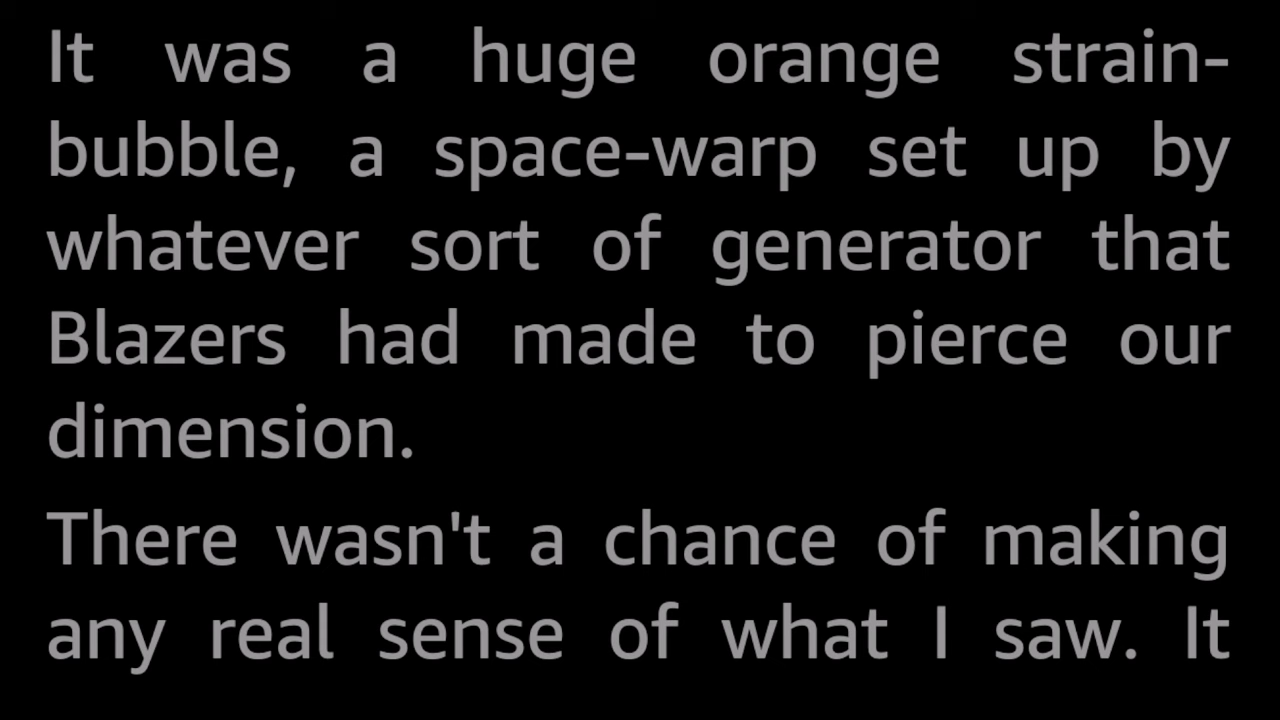 It was a huge orange strain-
bubble, a space-warp set up by
whatever sort of generator that
Blazers had made to pierce our
dimension.
There wasn't a chance of making
any real sense of what I saw. It